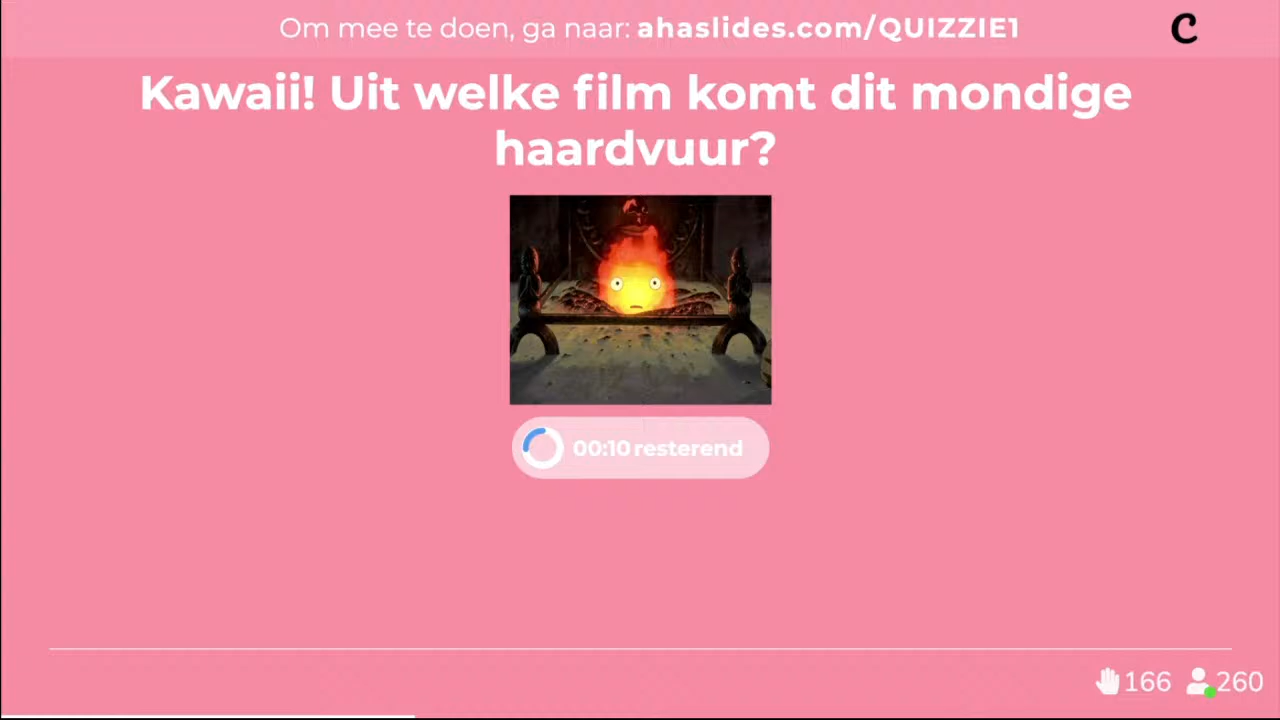 Om mee te doen, ga naar: ahaslides.com/QUIZZIE1
C
Kawaii! Uit welke film komt dit mondige
haardvuur?
00:10 resterend
166 260